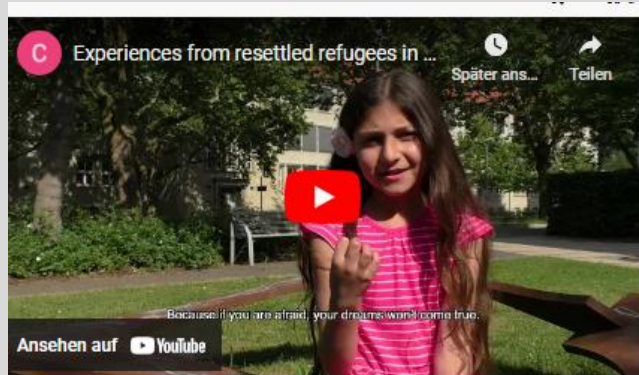 C
Experiences from resettled refugees in ...
Später ans...
Teilen
Because if you are afraid, your dreams won't come true.
Ansehen auf YouTube